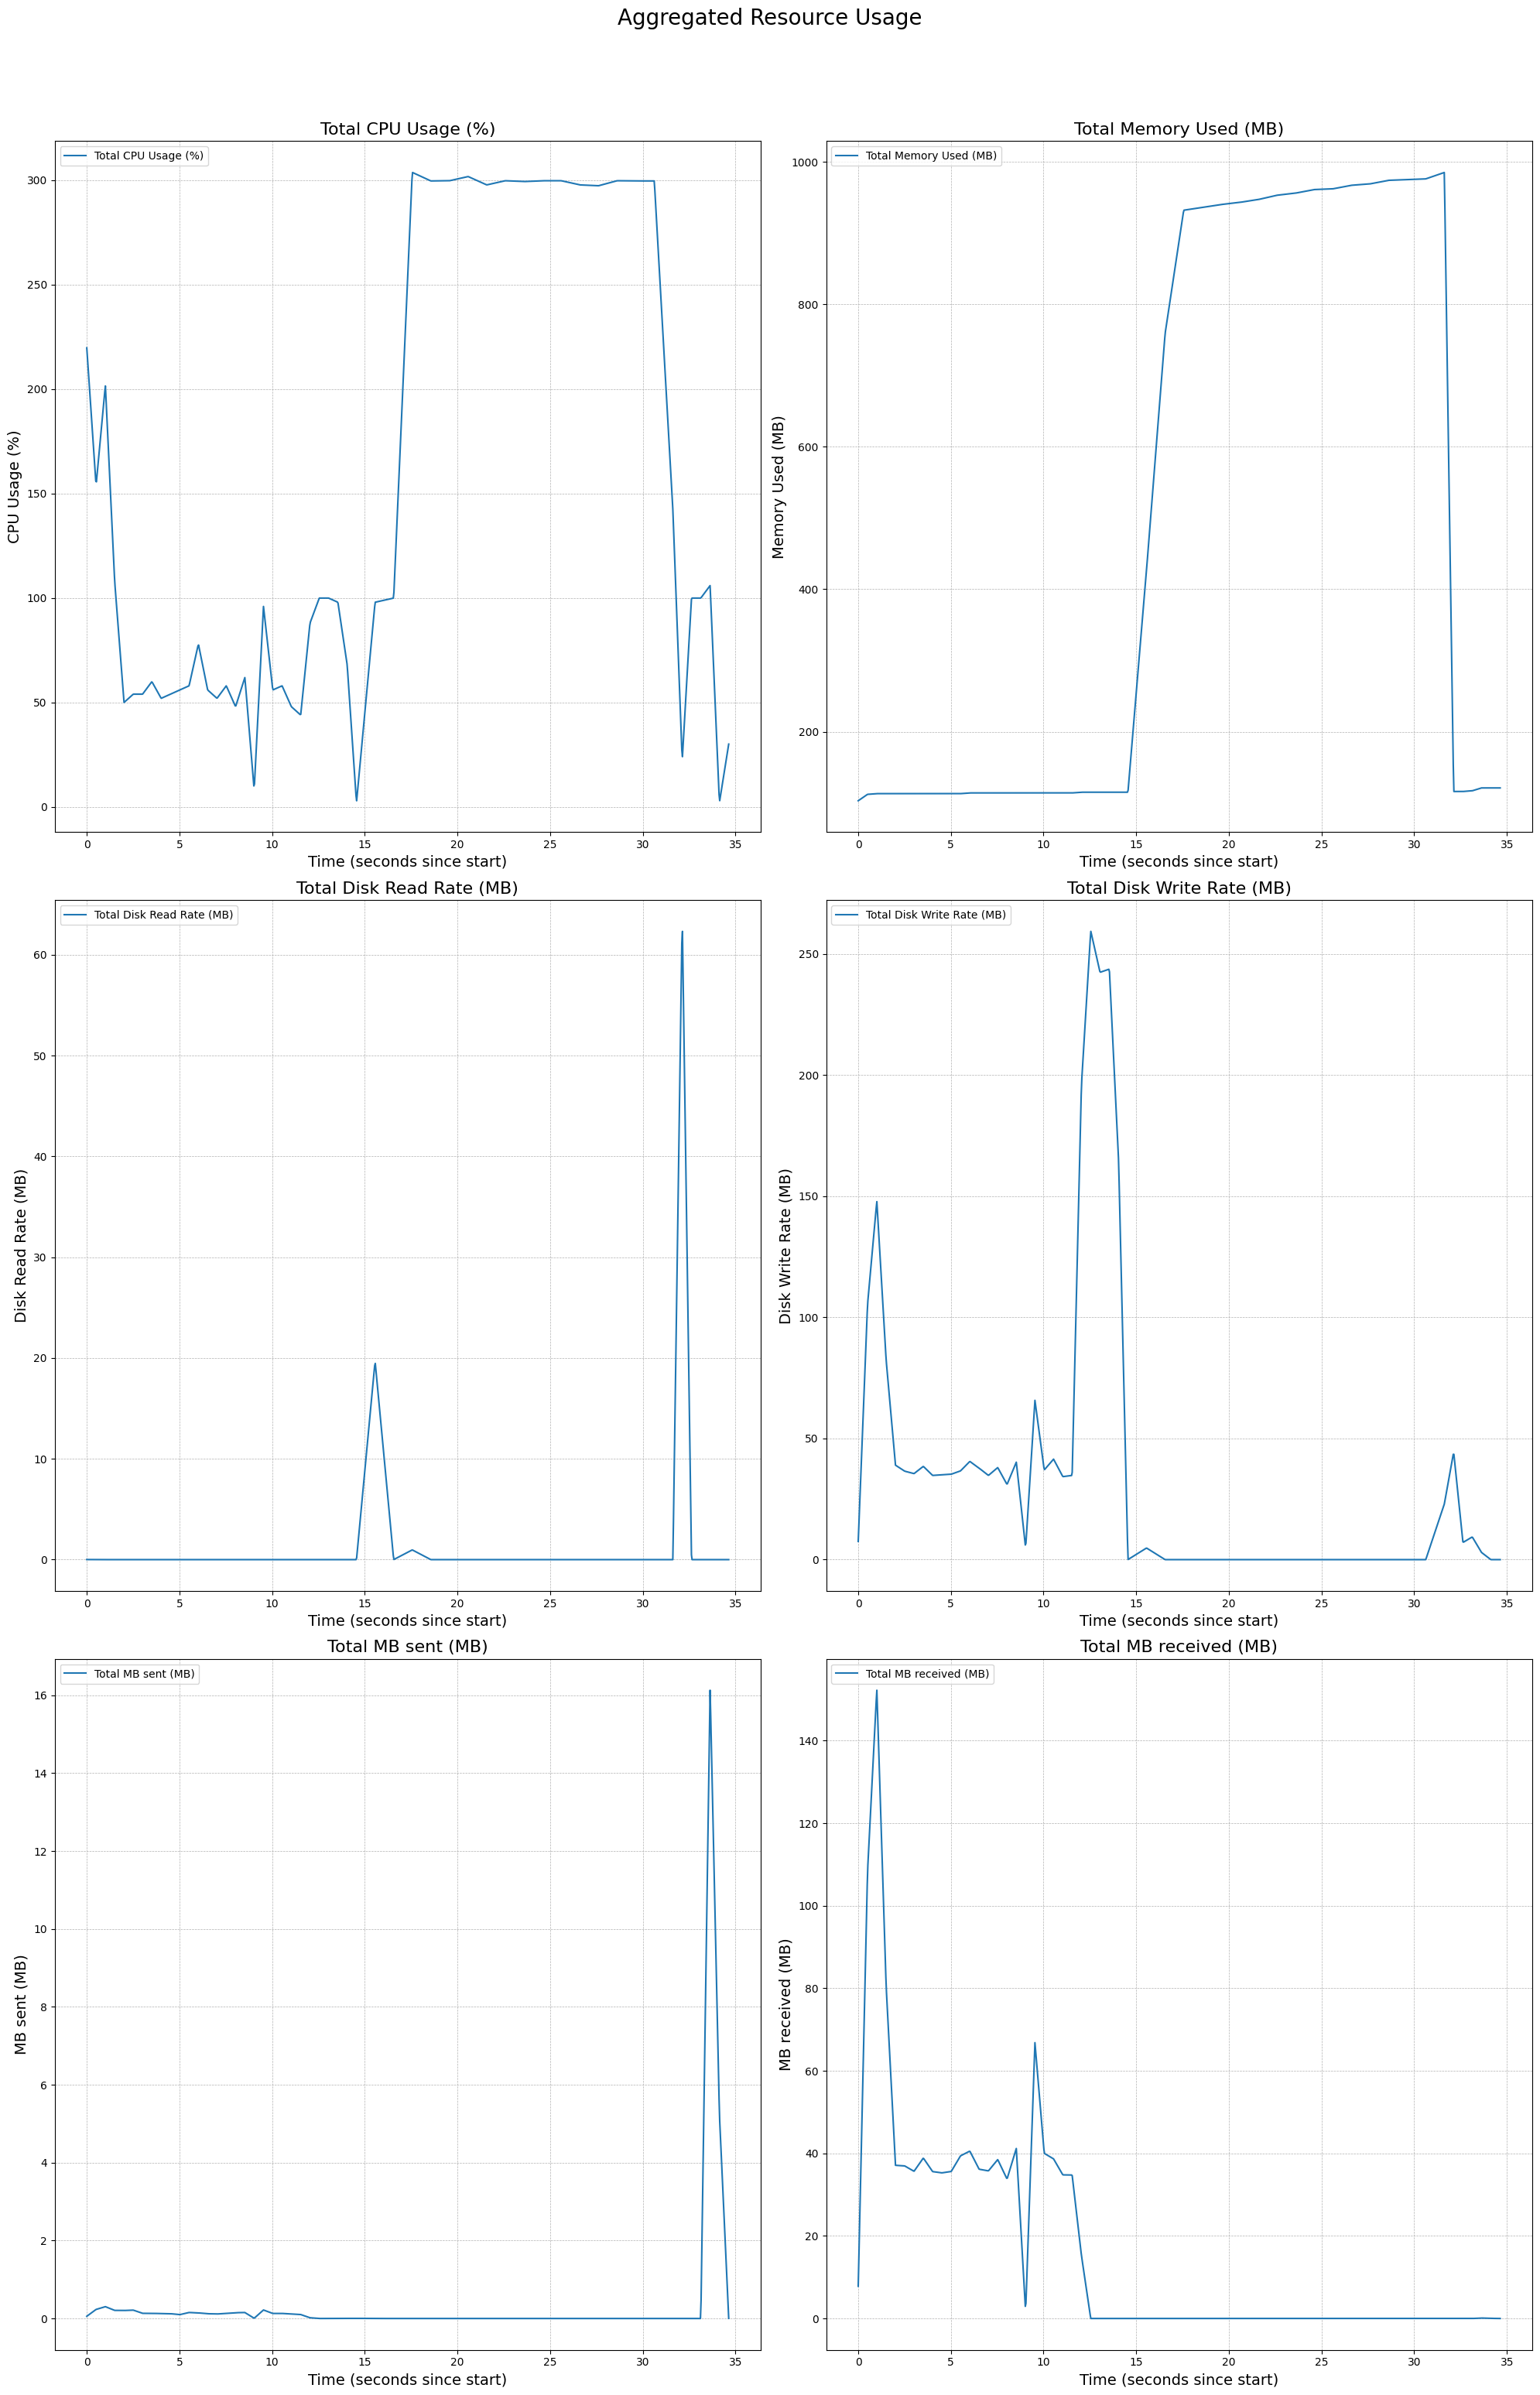 Aggregated Resource Usage
Total CPU Usage (%)
Total CPU Usage (%)
300
250
200
150
100
50
0
CPU Usage (%)
0 5 10 15 20 25 30 35
Time (seconds since start)
Total Memory Used (MB)
Total Memory Used (MB)
1000
800
600
400
200
Memory Used (MB)
0 5 10 15 20 25 30 35
Time (seconds since start)
Total Disk Read Rate (MB)
Total Disk Read Rate (MB)
60
50
40
30
20
10
0
Disk Read Rate (MB)
0 5 10 15 20 25 30 35
Time (seconds since start)
Total Disk Write Rate (MB)
Total Disk Write Rate (MB)
250
200
150
100
50
0
Disk Write Rate (MB)
0 5 10 15 20 25 30 35
Time (seconds since start)
Total MB sent (MB)
Total MB sent (MB)
16
14
12
10
8
6
4
2
0
MB sent (MB)
0 5 10 15 20 25 30 35
Time (seconds since start)
Total MB received (MB)
Total MB received (MB)
140
120
100
80
60
40
20
0
MB received (MB)
0 5 10 15 20 25 30 35
Time (seconds since start)